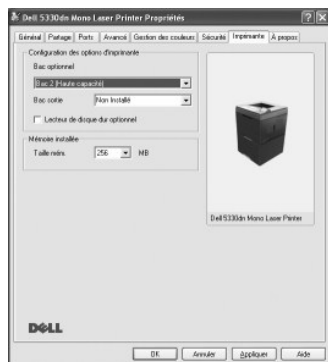 Dell 5330dn Mono Laser Printer Propriétés
Général Partage Ports Avancé Gestion des couleurs Sécurité Imprimante À propos
Configuration des options d'imprimante
Bac optionnel
Bac 2 (Haute capacité)
Bac sortie Non Installé
Lecteur de disque dur optionnel
Mémoire installée
Taille mém. 256 MB
Dell 5330dn Mono Laser Printer
DELL
OK Annuler Appliquer Aide